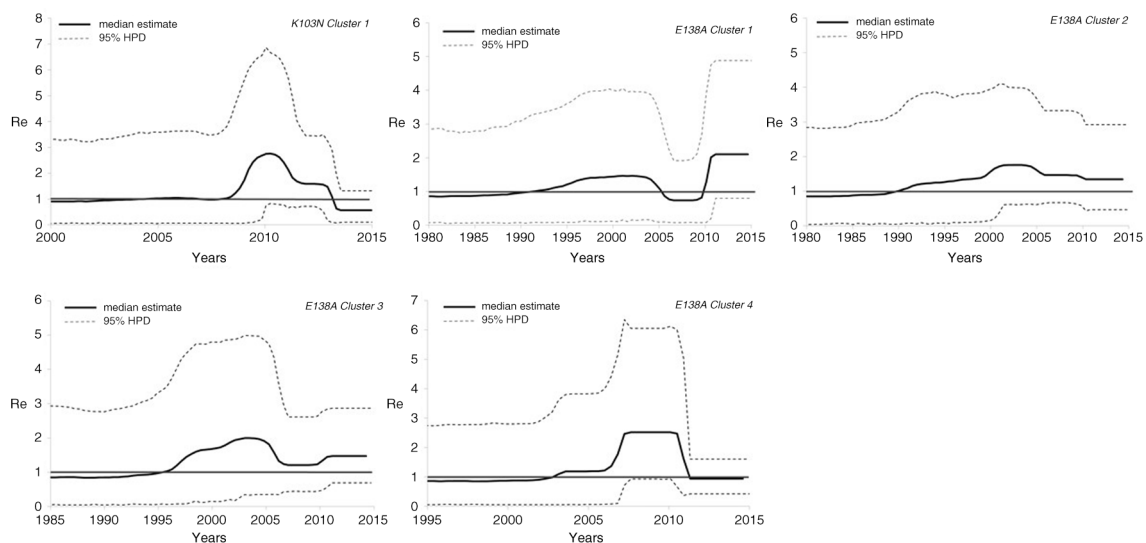 K103N Cluster 1
median estimate
95% HPD
8
7
6
5
4
3
2
1
0
Re
2000 2005 2010 2015
Years
E138A Cluster 1
median estimate
95% HPD
6
5
4
3
2
1
0
Re
1980 1985 1990 1995 2000 2005 2010 2015
Years
E138A Cluster 2
median estimate
95% HPD
6
5
4
3
2
1
0
Re
1980 1985 1990 1995 2000 2005 2010 2015
Years
E138A Cluster 3
median estimate
95% HPD
6
5
4
3
2
1
0
Re
1985 1990 1995 2000 2005 2010 2015
Years
E138A Cluster 4
median estimate
95% HPD
7
6
5
4
3
2
1
0
Re
1995 2000 2005 2010 2015
Years